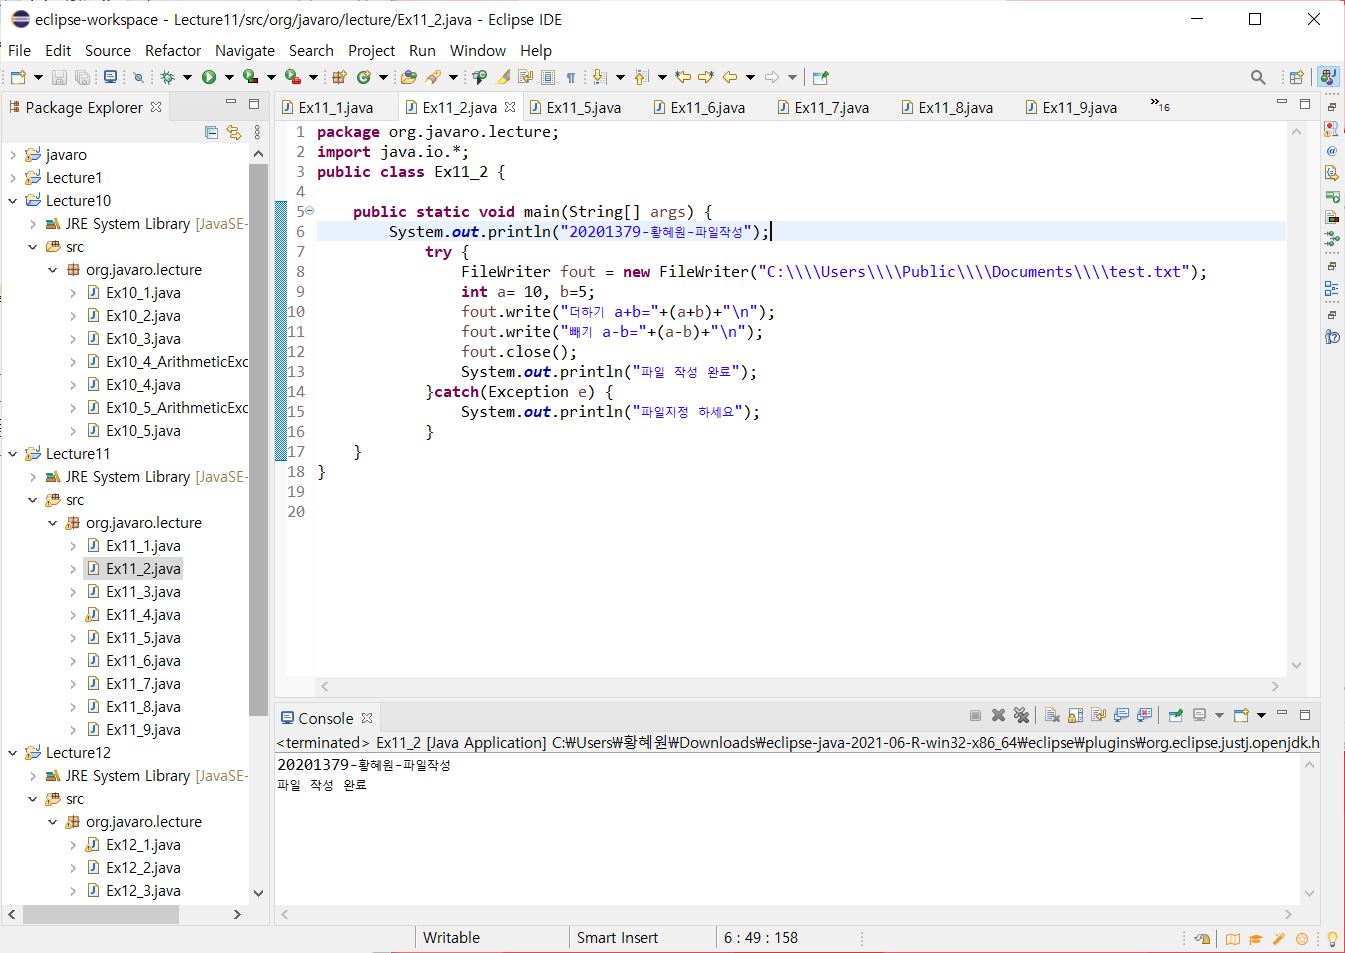 eclipse-workspace - Lecture11/src/org/javaro/lecture/Ex11_2.java - Eclipse IDE
File Edit Source Refactor Navigate Search Project Run Window Help
Package Explorer
javaro
Lecture1
Lecture10
JRE System Library [JavaSE-
src
org.javaro.lecture
Ex10_1.java
Ex10_2.java
Ex10_3.java
Ex10_4_ArithmeticExc
Ex10_4.java
Ex10_5_ArithmeticExc
Ex10_5.java
Lecture11
JRE System Library [JavaSE-
src
org.javaro.lecture
Ex11_1.java
Ex11_2.java
Ex11_3.java
Ex11_4.java
Ex11_5.java
Ex11_6.java
Ex11_7.java
Ex11_8.java
Ex11_9.java
Lecture12
JRE System Library [JavaSE-
src
org.javaro.lecture
Ex12_1.java
Ex12_2.java
Ex12_3.java
Ex11_1.java Ex11_2.java Ex11_5.java Ex11_6.java Ex11_7.java Ex11_8.java Ex11_9.java »16
1 package org.javaro.lecture;
2 import java.io.*;
3 public class Ex11_2 {
4
5 public static void main(String[] args) {
6 System.out.println("20201379-황혜원-파일작성");
7 try {
8 FileWriter fout = new FileWriter("C:\\\\Users\\\\Public\\\\Documents\\\\test.txt");
9 int a= 10, b=5;
10 fout.write("더하기 a+b="+(a+b)+"\n");
11 fout.write("빼기 a-b="+(a-b)+"\n");
12 fout.close();
13 System.out.println("파일 작성 완료");
14 }catch(Exception e) {
15 System.out.println("파일지정 하세요");
16 }
17 }
18 }
19
20
Console
<terminated> Ex11_2 [Java Application] C:₩Users₩황혜원₩Downloads₩eclipse-java-2021-06-R-win32-x86_64₩eclipse₩plugins₩org.eclipse.justj.openjdk.h
20201379-황혜원-파일작성
파일 작성 완료
Writable Smart Insert 6 : 49 : 158